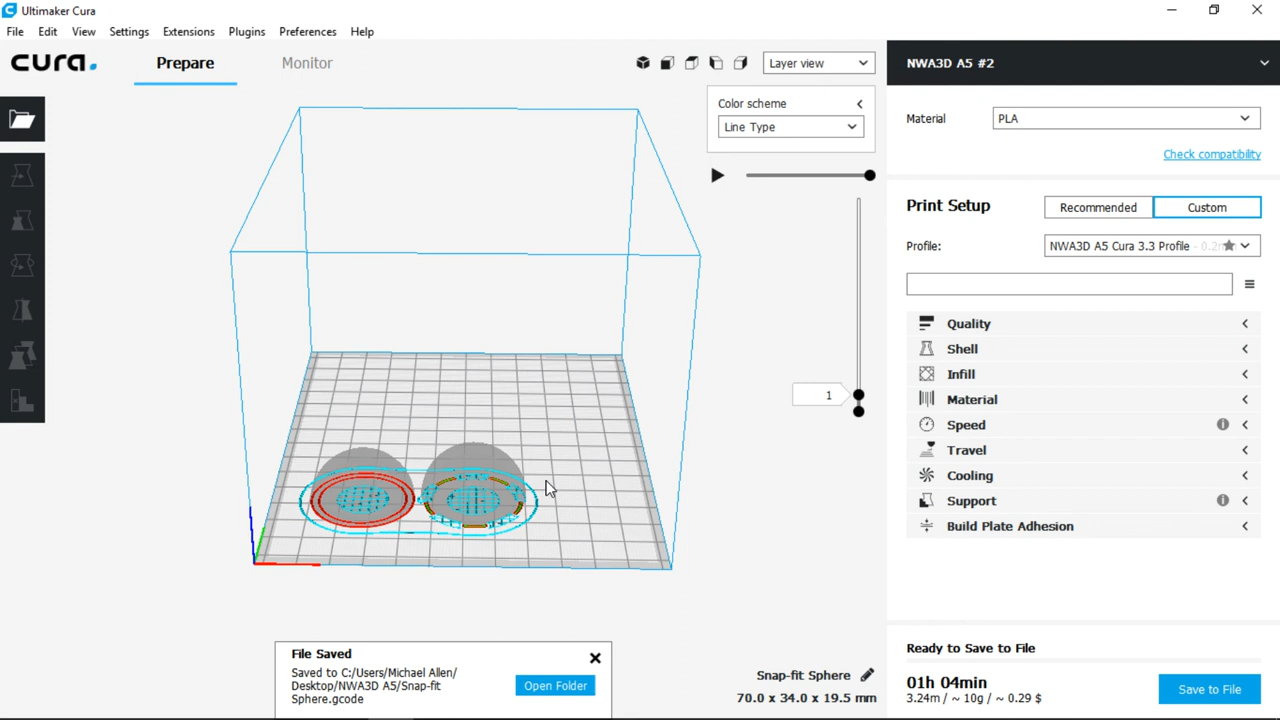 Ultimaker Cura
File Edit View Settings Extensions Plugins Preferences Help
cura.
Prepare
Monitor
Layer view
Color scheme
Line Type
1
NWA3D A5 #2
Material
PLA
Check compatibility
Print Setup
Recommended
Custom
Profile:
NWA3D A5 Cura 3.3 Profile - 0.2
Quality
Shell
Infill
Material
Speed
Travel
Cooling
Support
Build Plate Adhesion
File Saved
Saved to C:/Users/Michael Allen/
Desktop/NWA3D A5/Snap-fit
Sphere.gcode
Open Folder
Snap-fit Sphere
70.0 x 34.0 x 19.5 mm
Ready to Save to File
01h 04min
3.24m / ~ 10g / ~ 0.29 $
Save to File